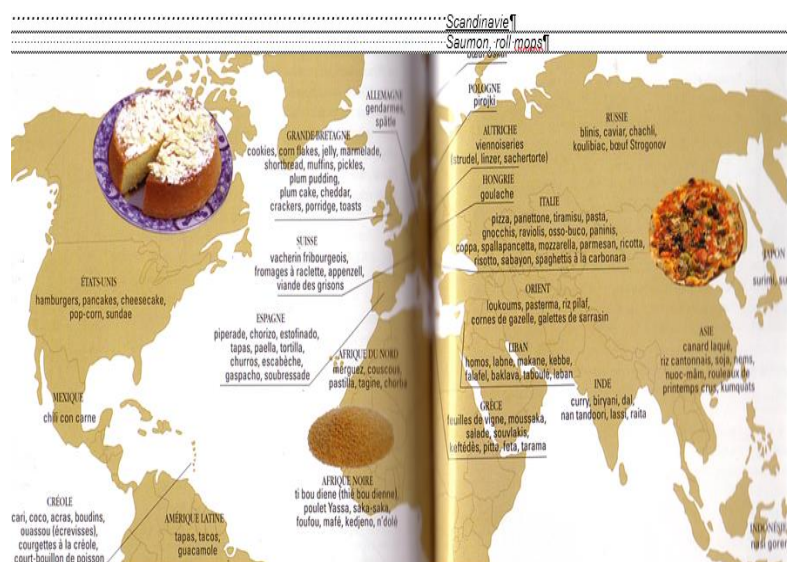 Scandinavie¶
Saumon, roll mops¶
ALLEMAGNE
gendarmes,
spätle
POLOGNE
pirojki
RUSSIE
blinis, caviar, chachli,
koulibiac, bœuf Strogonov
GRANDE-BRETAGNE
cookies, corn flakes, jelly, marmelade,
shortbread, muffins, pickles,
plum pudding,
plum cake, cheddar,
crackers, porridge, toasts
AUTRICHE
viennoiseries
(strudel, linzer, sachertorte)
HONGRIE
goulache
ITALIE
pizza, panettone, tiramisu, pasta,
gnocchis, raviolis, osso-buco, paninis,
coppa, spallapancetta, mozzarella, parmesan, ricotta,
risotto, sabayon, spaghettis à la carbonara
SUISSE
vacherin fribourgeois,
fromages à raclette, appenzell,
viande des grisons
JAPON
surimi,
ÉTATS-UNIS
hamburgers, pancakes, cheesecake,
pop-corn, sundae
ORIENT
loukoums, pasterma, riz pilaf,
cornes de gazelle, galettes de sarrasin
ESPAGNE
piperade, chorizo, estofinado,
tapas, paella, tortilla,
churros, escabèche,
gaspacho, soubressade
AFRIQUE DU NORD
merguez, couscous,
pastilla, tagine, chorba
LIBAN
homos, labne, makane, kebbe,
falafel, baklava, taboulé, laban
ASIE
canard laqué,
riz cantonnais, soja, nems,
nuoc-mâm, rouleaux de
printemps crus, kumquats
INDE
curry, biryani, dal,
nan tandoori, lassi, raita
MEXIQUE
chili con carne
GRÈCE
feuilles de vigne, moussaka,
salade, souvlakis,
keftédès, pitta, feta, tarama
AFRIQUE NOIRE
ti bou diene (thié bou dienne)
poulet Yassa, saka-saka,
foufou, mafé, kedjeno, n'dolé
CRÉOLE
cari, coco, acras, boudins,
ouassou (écrevisses),
courgettes à la créole,
court-bouillon de poisson
AMÉRIQUE LATINE
tapas, tacos,
guacamole
INDONÉSIE
nasi goren